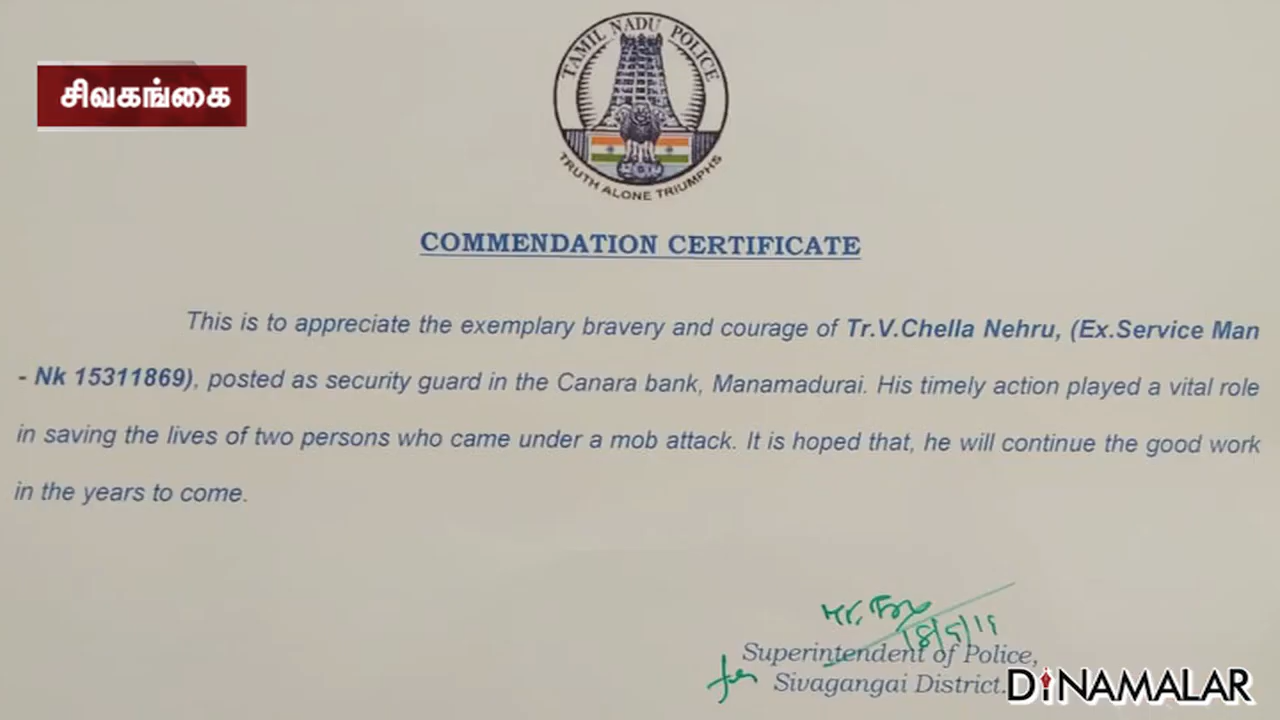 சிவகங்கை
TAMIL NADU POLICE
TRUTH ALONE TRIUMPHS
COMMENDATION CERTIFICATE
This is to appreciate the exemplary bravery and courage of Tr.V.Chella Nehru, (Ex.Service Man
- Nk 15311869), posted as security guard in the Canara bank, Manamadurai. His timely action played a vital role
in saving the lives of two persons who came under a mob attack. It is hoped that, he will continue the good work
in the years to come.
Superintendent of Police,
Sivagangai District.
DINAMALAR